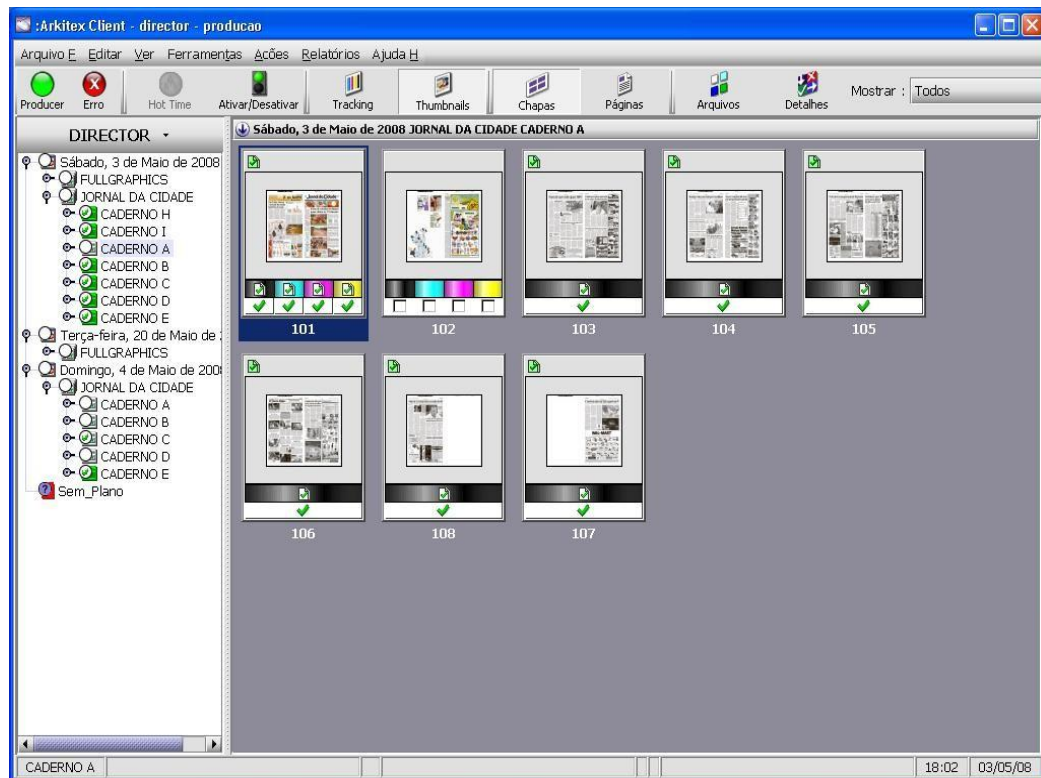 :Arkitex Client - director - producao
Arquivo E Editar Ver Ferramentas Acões Relatórios Ajuda H
Producer Erro Hot Time Ativar/Desativar Tracking Thumbnails Chapas Páginas Arquivos Detalhes Mostrar : Todos
DIRECTOR
Sábado, 3 de Maio de 2008 JORNAL DA CIDADE CADERNO A
Sábado, 3 de Maio de 2008
FULLGRAPHICS
JORNAL DA CIDADE
CADERNO H
CADERNO I
CADERNO A
CADERNO B
CADERNO C
CADERNO D
CADERNO E
Terça-feira, 20 de Maio de
FULLGRAPHICS
Domingo, 4 de Maio de 200
JORNAL DA CIDADE
CADERNO A
CADERNO B
CADERNO C
CADERNO D
CADERNO E
Sem_Plano
101 102 103 104 105
106 108 107
CADERNO A 18:02 03/05/08